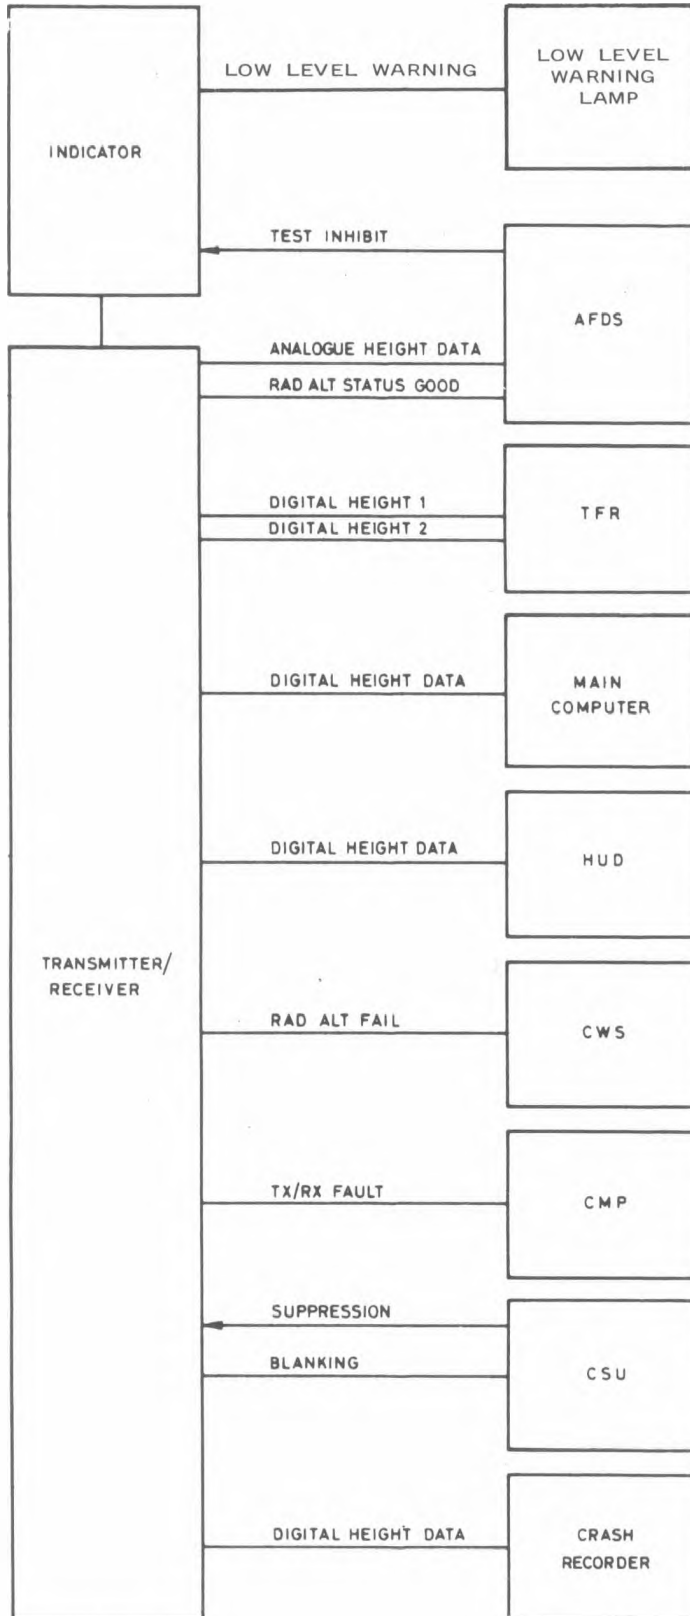 LOW LEVEL WARNING
LOW LEVEL
WARNING
LAMP
INDICATOR
TEST INHIBIT
AFDS
ANALOGUE HEIGHT DATA
RAD ALT STATUS GOOD
DIGITAL HEIGHT 1
DIGITAL HEIGHT 2
TFR
DIGITAL HEIGHT DATA
MAIN
COMPUTER
DIGITAL HEIGHT DATA
HUD
TRANSMITTER/
RECEIVER
RAD ALT FAIL
CWS
TX/RX FAULT
CMP
SUPPRESSION
BLANKING
CSU
DIGITAL HEIGHT DATA
CRASH
RECORDER